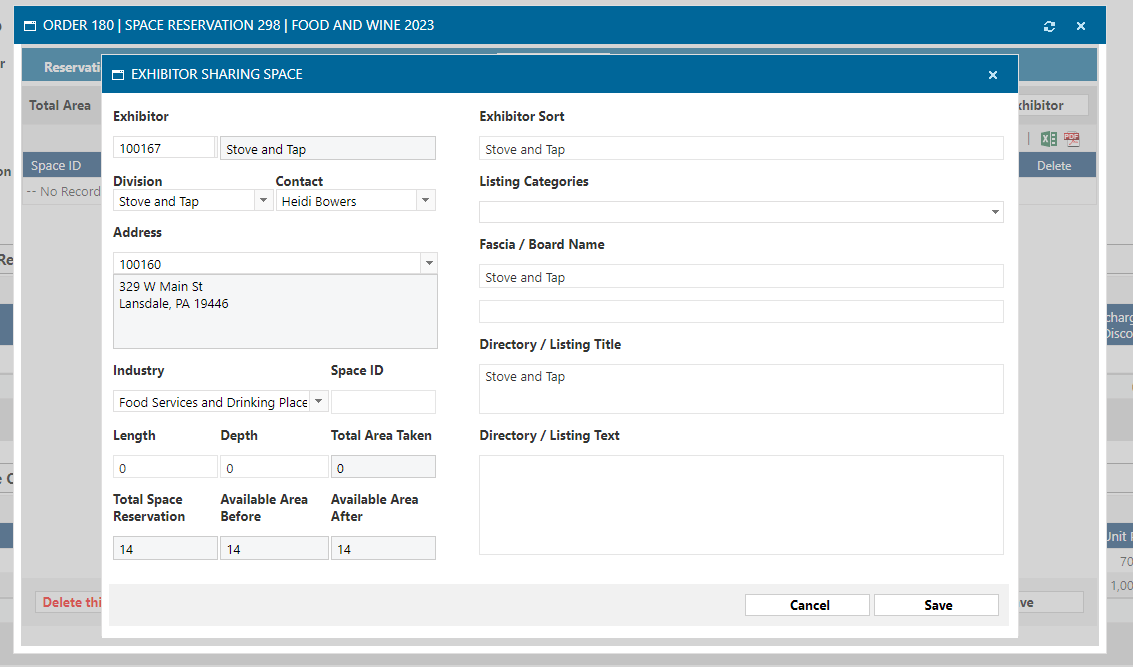 ORDER 180 | SPACE RESERVATION 298 | FOOD AND WINE 2023
Reservati
Total Area
xhibitor
Space ID
Delete
-- No Record
EXHIBITOR SHARING SPACE
Exhibitor
100167
Stove and Tap
Division
Contact
Stove and Tap
Heidi Bowers
Address
100160
329 W Main St
Lansdale, PA 19446
Industry
Space ID
Food Services and Drinking Place
Length
Depth
Total Area Taken
0
0
0
Total Space
Reservation
Available Area
Before
Available Area
After
14
14
14
Exhibitor Sort
Stove and Tap
Listing Categories
Fascia / Board Name
Stove and Tap
Directory / Listing Title
Stove and Tap
Directory / Listing Text
Cancel
Save
Delete thi
ve
r
on
Re
charg
Disco
Unit
70
1,00